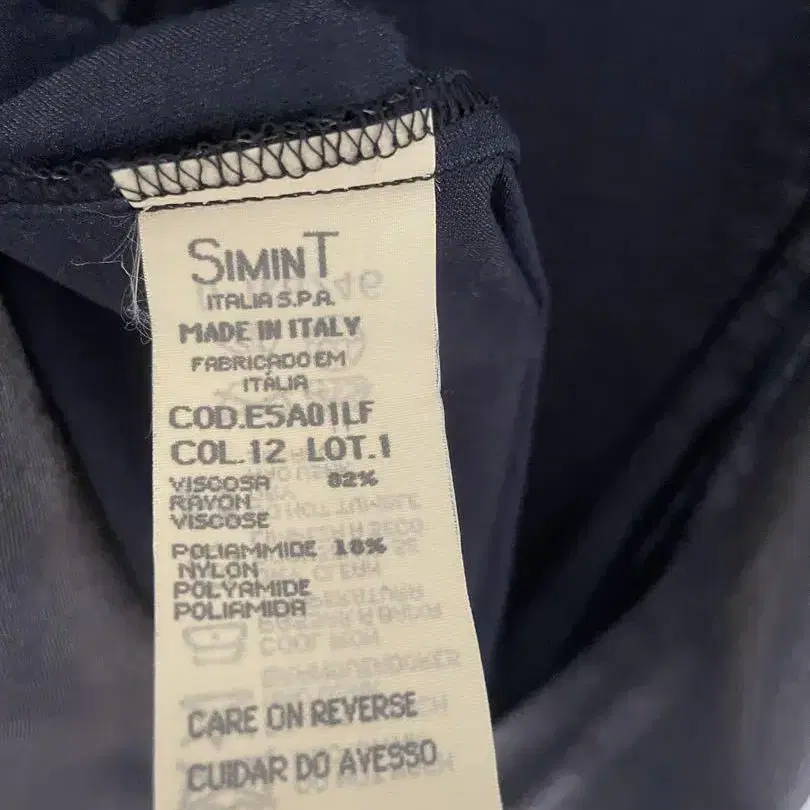 SIMINT
ITALIA S.P.A.
MADE IN ITALY
FABRICADO EM
ITÁLIA
COD.E5A01LF
COL.12 LOT.1
VISCOSA 82%
RAYON
VISCOSE
POLIAMMIDE 18%
NYLON
POLYAMIDE
POLIAMIDA
CARE ON REVERSE
CUIDAR DO AVESSO